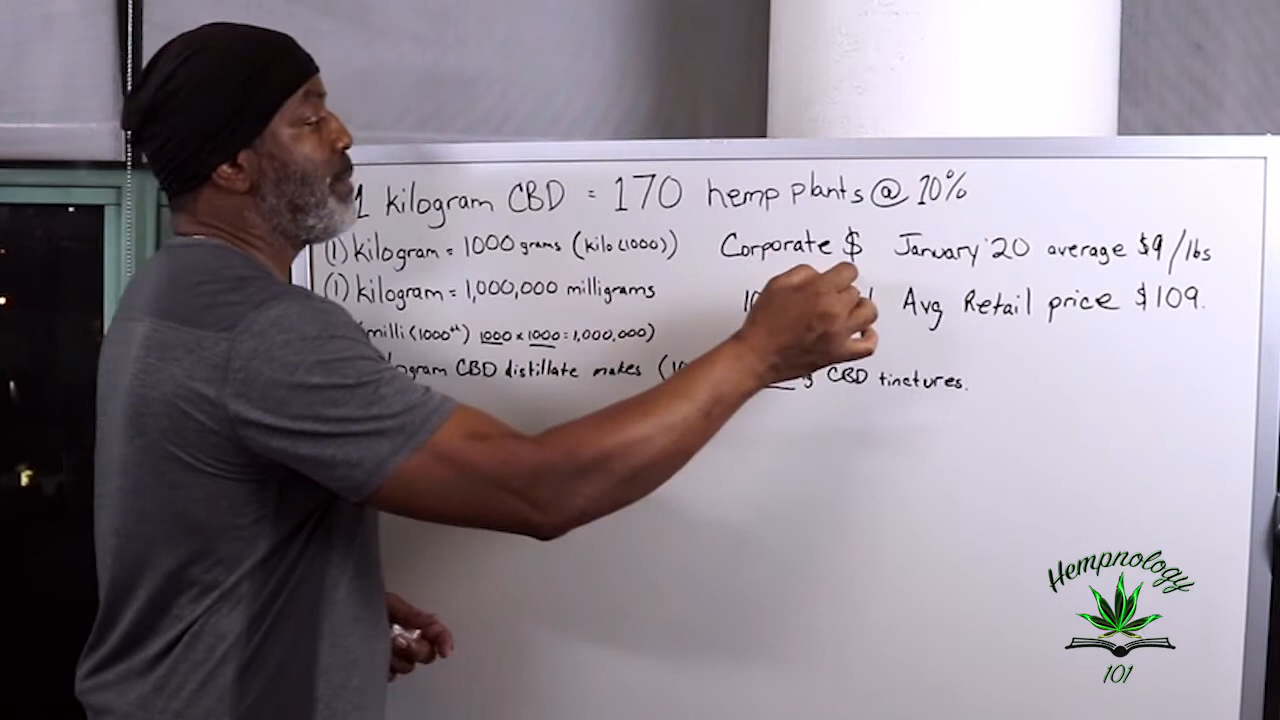 1 kilogram CBD = 170 hemp plants @ 10%
(1) kilogram = 1000 grams (kilo (1000)) Corporate $ January '20 average $9/lbs
(1) kilogram = 1,000,000 milligrams Avg Retail price $109.
milli (1000th) 1000 x 1000 = 1,000,000)
CBD distillate makes CBD tinctures.
Hempnology
101